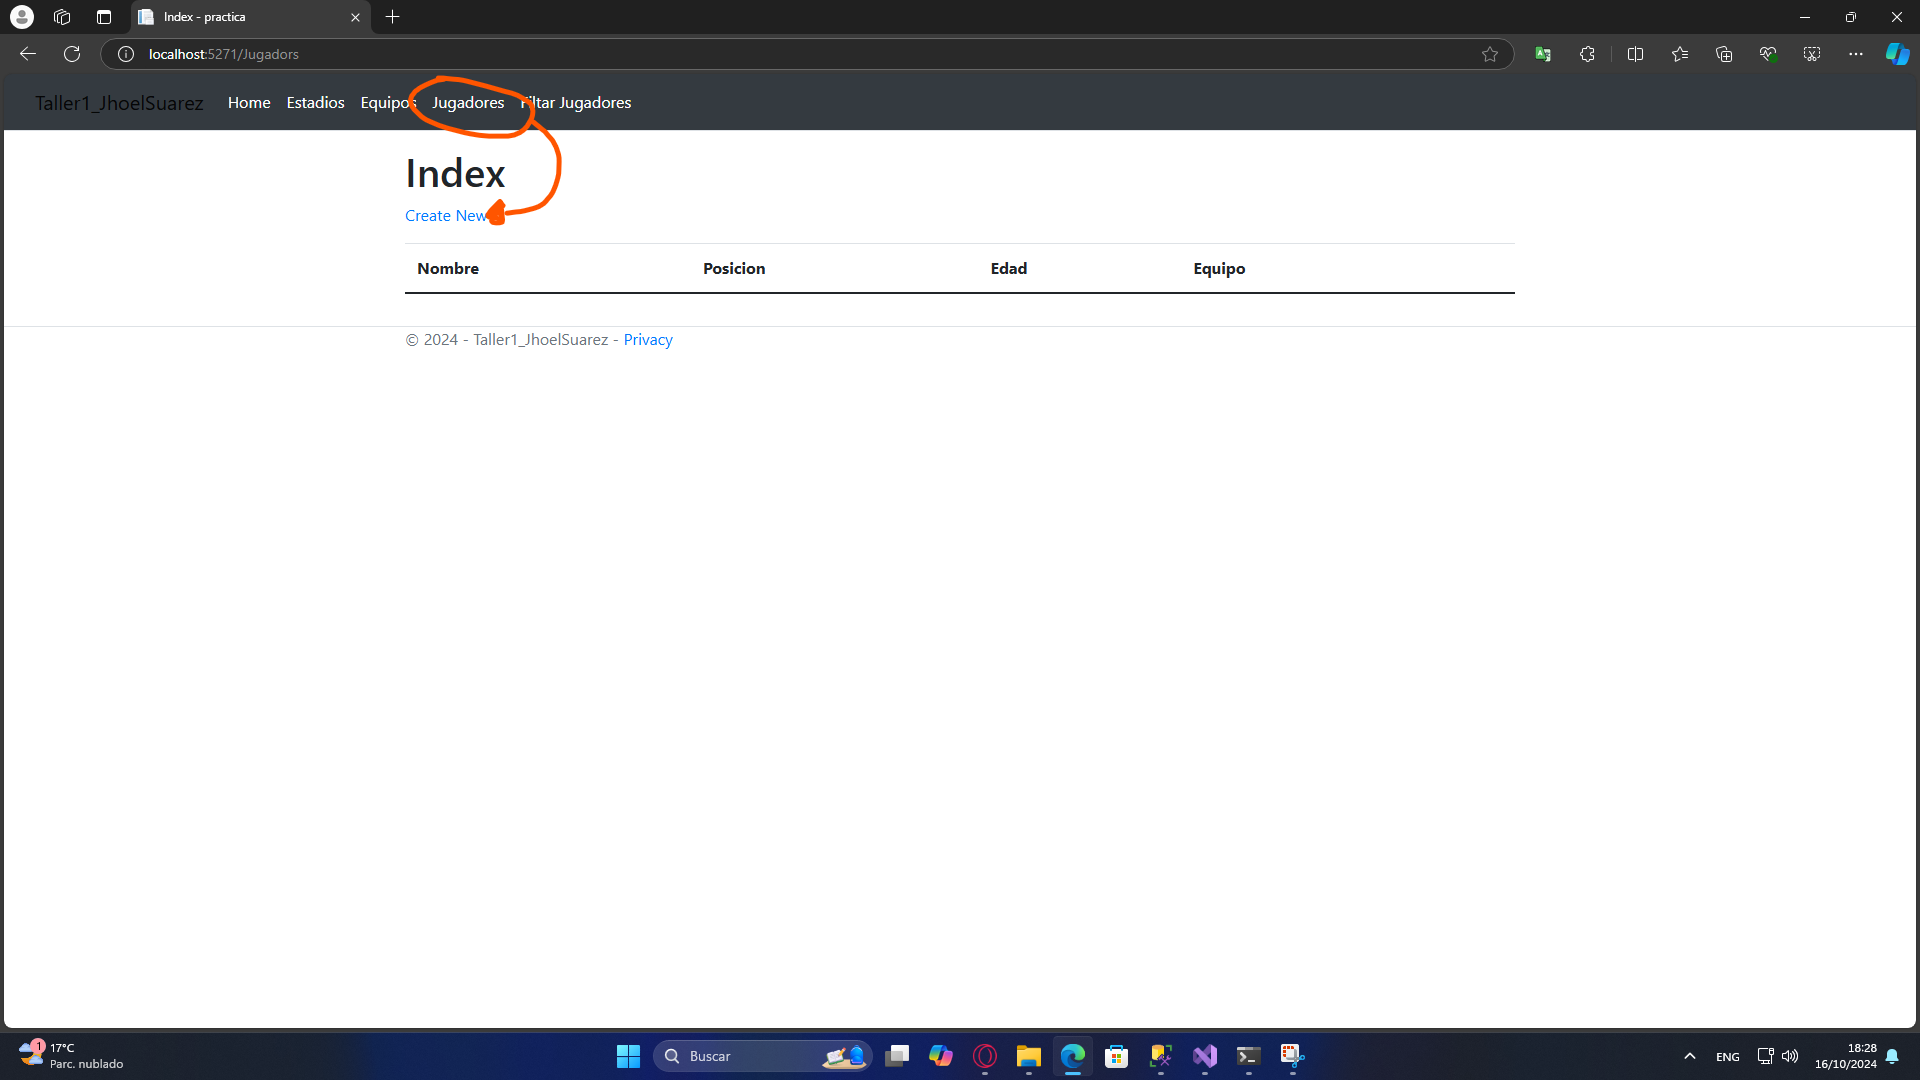 Index - practica
localhost:5271/Jugadors
Taller1_JhoelSuarez Home Estadios Equipos Jugadores Filtar Jugadores
Index
Create New
Nombre Posicion Edad Equipo
© 2024 - Taller1_JhoelSuarez - Privacy
1
17°C
Parc. nublado
Buscar
ENG
18:28
16/10/2024